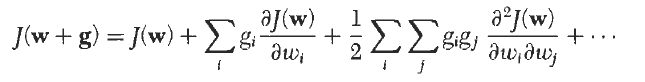 J(w + g) = J(w) + ∑_i g_i ∂J(w)/∂w_i + 1/2 ∑_i ∑_j g_i g_j ∂²J(w)/∂w_i∂w_j + ⋯